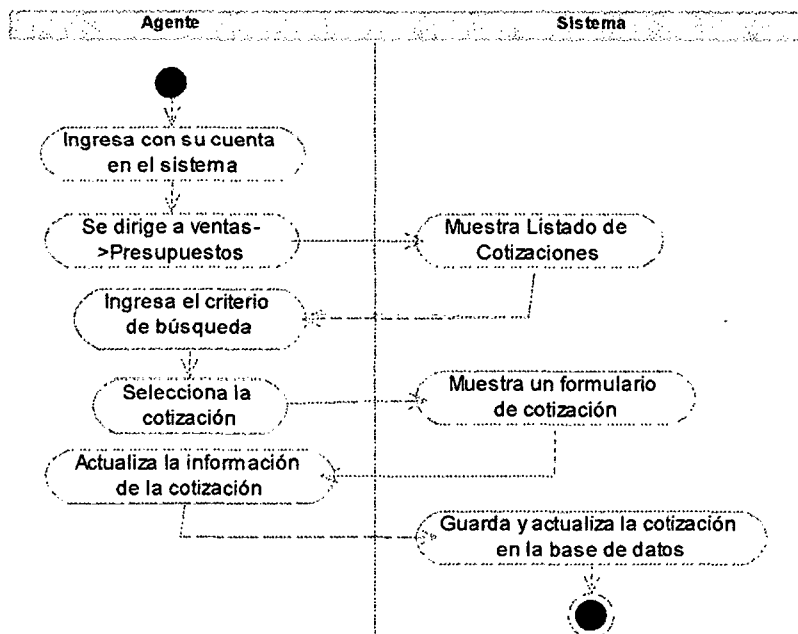 Agente
Sistema
Ingresa con su cuenta
en el sistema
Se dirige a ventas-
>Presupuestos
Muestra Listado de
Cotizaciones
Ingresa el criterio
de búsqueda
Selecciona la
cotización
Muestra un formulario
de cotización
Actualiza la información
de la cotización
Guarda y actualiza la cotización
en la base de datos